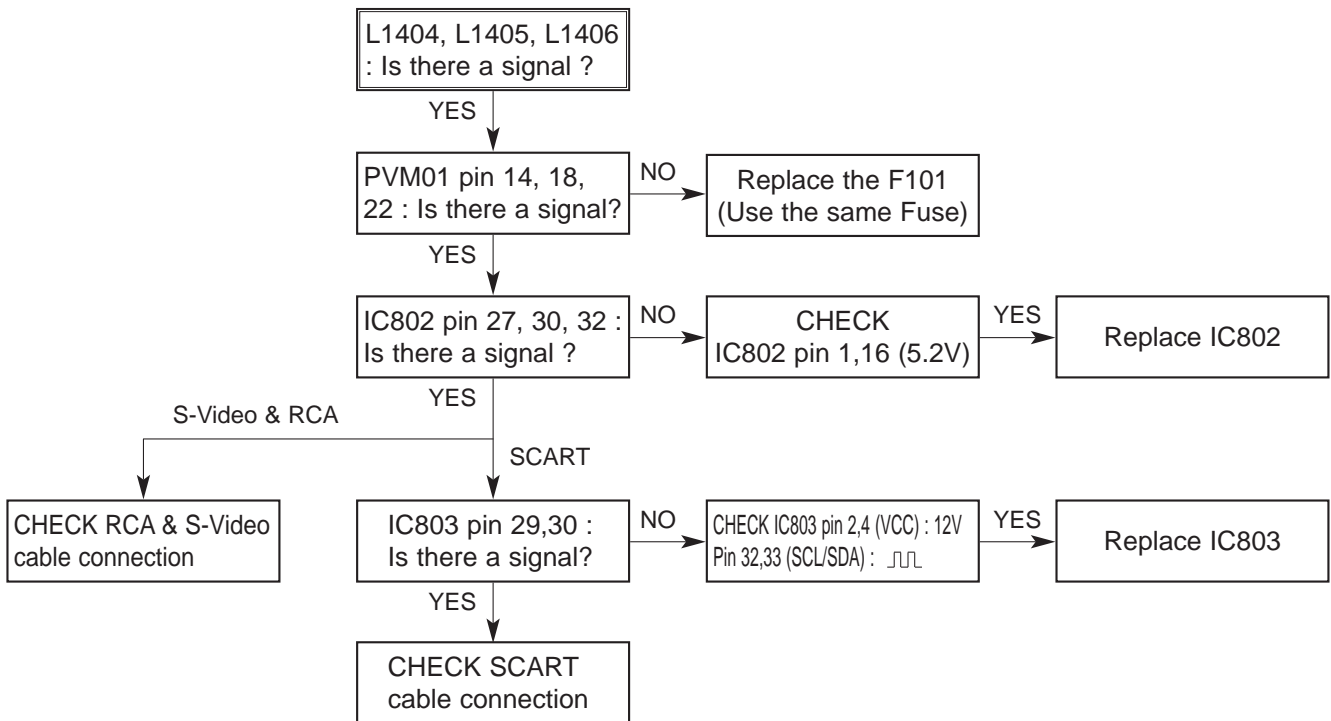 L1404, L1405, L1406
: Is there a signal ?
YES
PVM01 pin 14, 18,
22 : Is there a signal?
NO
Replace the F101
(Use the same Fuse)
YES
IC802 pin 27, 30, 32 :
Is there a signal ?
NO
CHECK
IC802 pin 1,16 (5.2V)
YES
Replace IC802
YES
S-Video & RCA
SCART
CHECK RCA & S-Video
cable connection
IC803 pin 29,30 :
Is there a signal?
NO
CHECK IC803 pin 2,4 (VCC) : 12V
Pin 32,33 (SCL/SDA) :
YES
Replace IC803
YES
CHECK SCART
cable connection